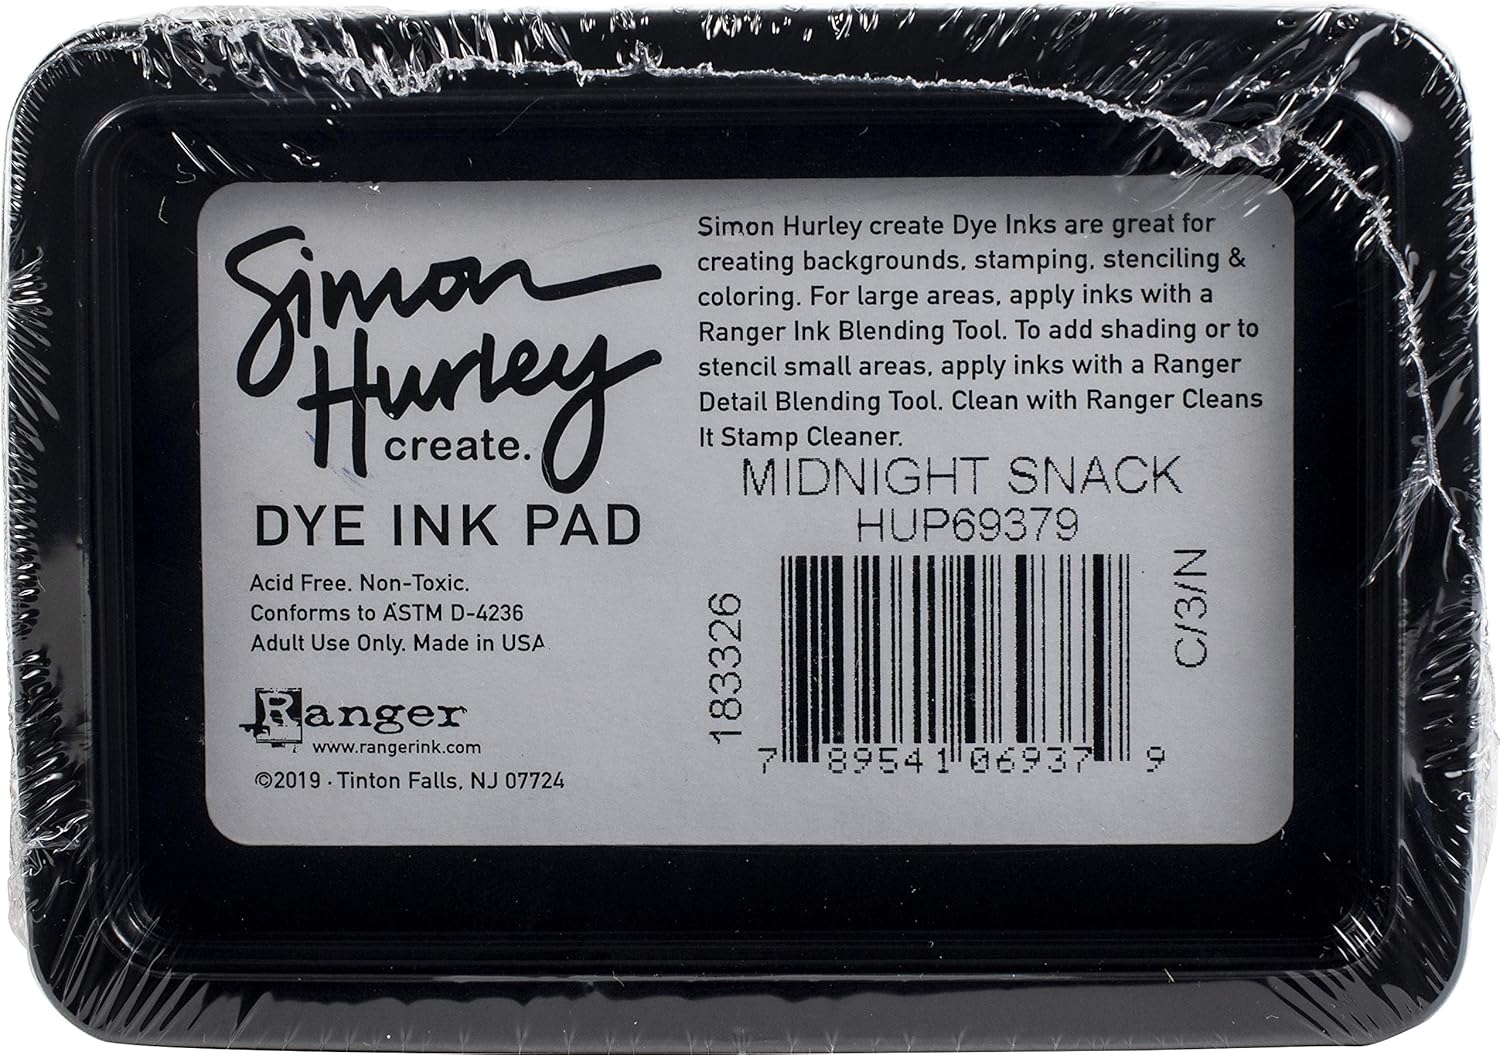 Simon
Hurley
create.
DYE INK PAD
Acid Free. Non-Toxic.
Conforms to ASTM D-4236
Adult Use Only. Made in USA
Ranger
www.rangerink.com
©2019 · Tinton Falls, NJ 07724
Simon Hurley create Dye Inks are great for
creating backgrounds, stamping, stenciling &
coloring. For large areas, apply inks with a
Ranger Ink Blending Tool. To add shading or to
stencil small areas, apply inks with a Ranger
Detail Blending Tool. Clean with Ranger Cleans
It Stamp Cleaner.
MIDNIGHT SNACK
HUP69379
183326
7 89541 06937 9
C/3/N